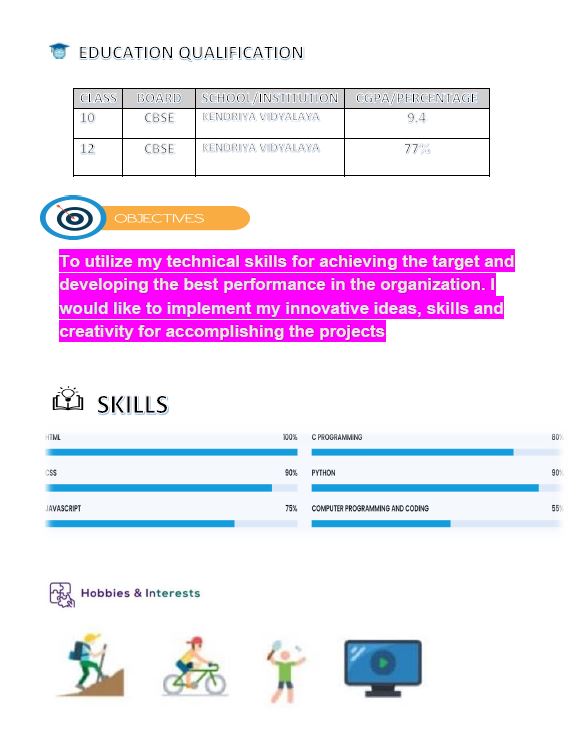 EDUCATION QUALIFICATION
CLASS BOARD SCHOOL/INSTITUTION CGPA/PERCENTAGE
10 CBSE KENDRIYA VIDYALAYA 9.4
12 CBSE KENDRIYA VIDYALAYA 77%
OBJECTIVES
To utilize my technical skills for achieving the target and
developing the best performance in the organization. I
would like to implement my innovative ideas, skills and
creativity for accomplishing the projects
SKILLS
HTML 100% C PROGRAMMING 80%
CSS 90% PYTHON 90%
JAVASCRIPT 75% COMPUTER PROGRAMMING AND CODING 55%
Hobbies & Interests